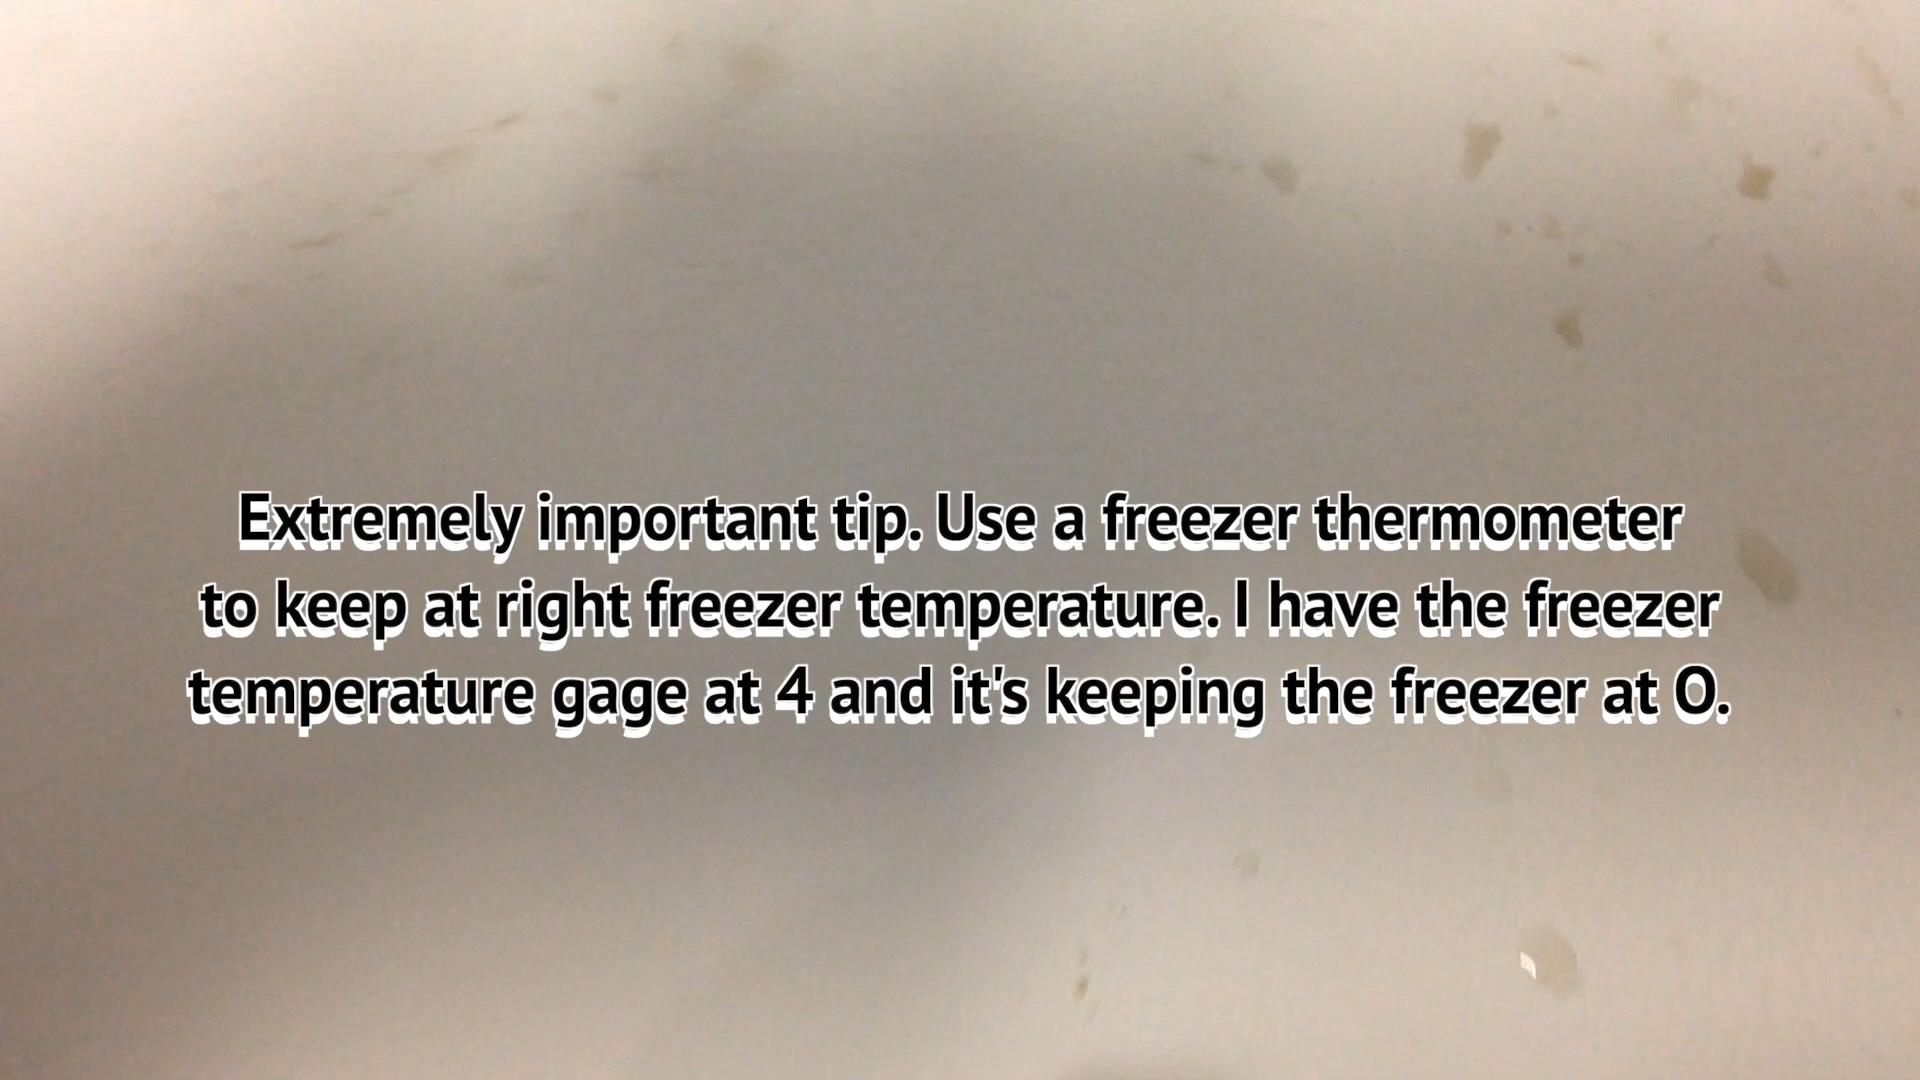 Extremely important tip. Use a freezer thermometer
to keep at right freezer temperature. I have the freezer
temperature gage at 4 and it's keeping the freezer at O.